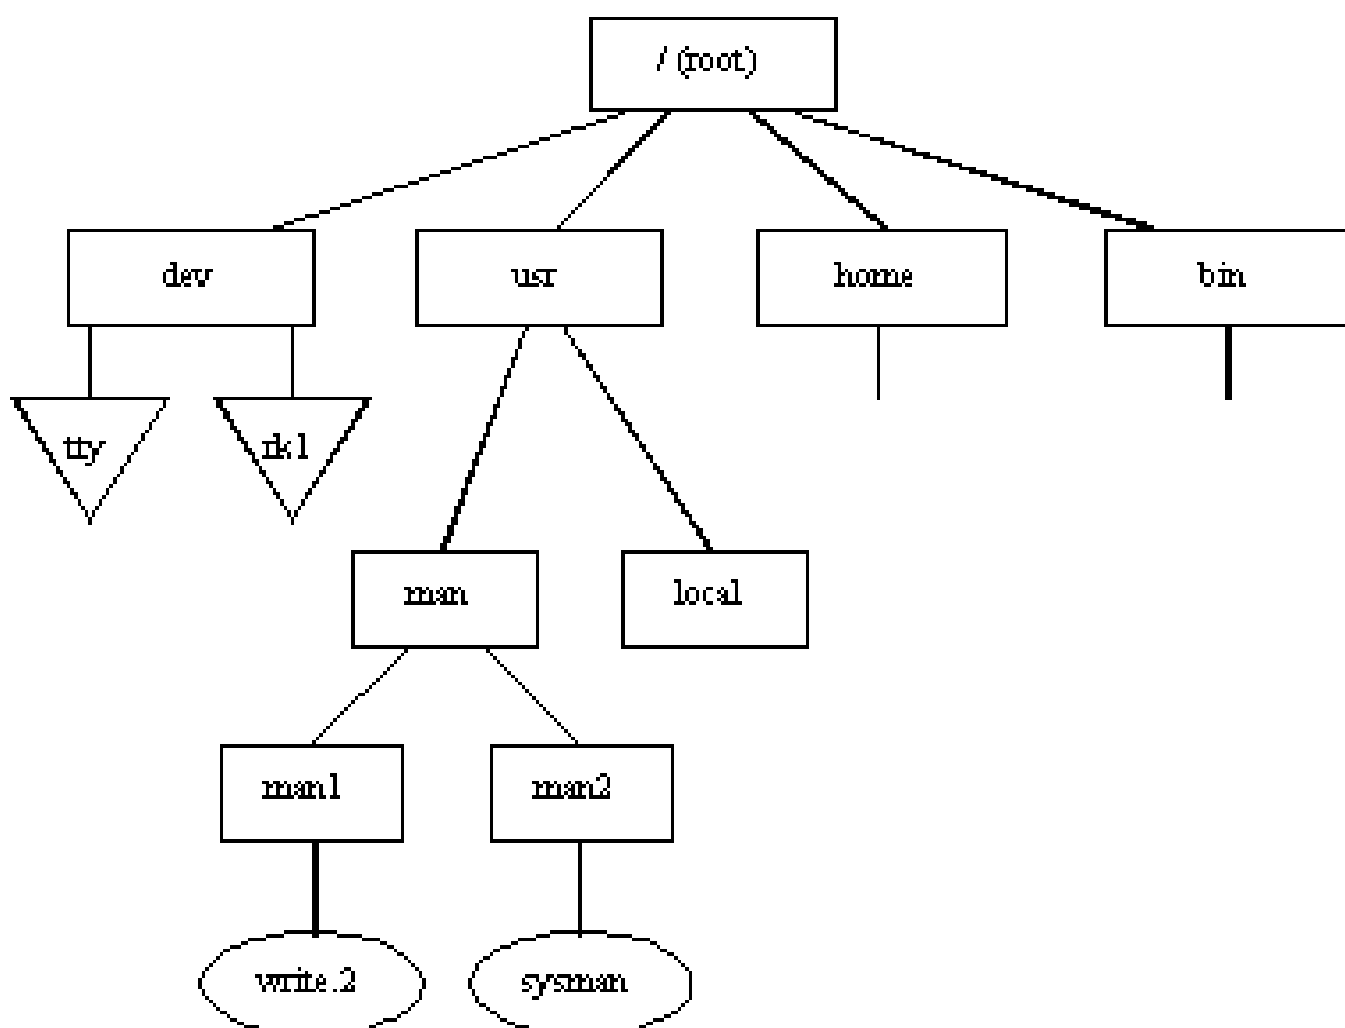 / (root)
dev
usr
home
bin
tty
rk1
man
local
man1
man2
write.2
sysman